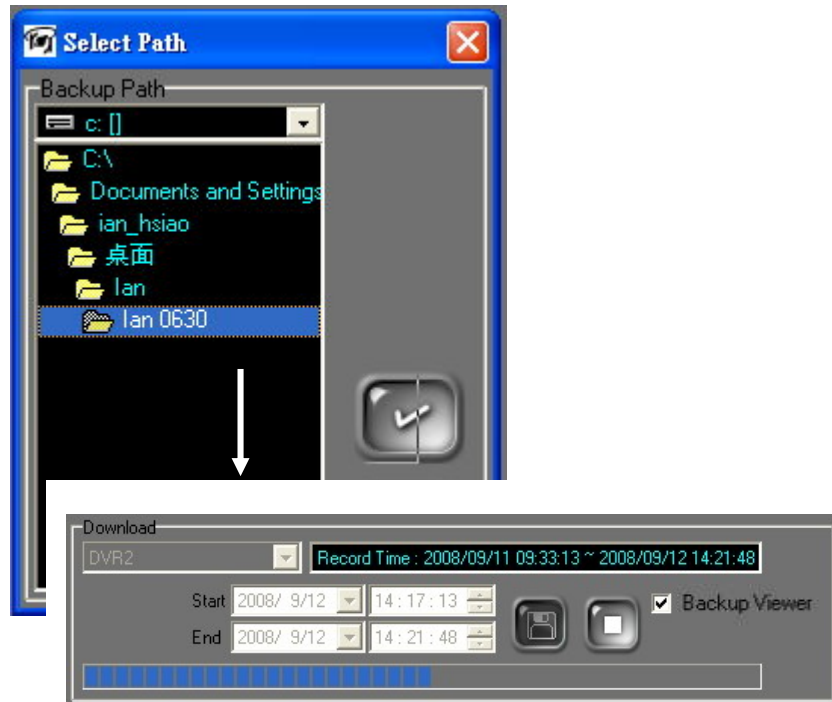 Select Path
Backup Path
c: []
C:\
Documents and Settings
ian_hsiao
桌面
Ian
Ian 0630
Download
DVR2
Record Time : 2008/09/11 09:33:13 ~ 2008/09/12 14:21:48
Start 2008/ 9/12 14 : 17 : 13
Backup Viewer
End 2008/ 9/12 14 : 21 : 48